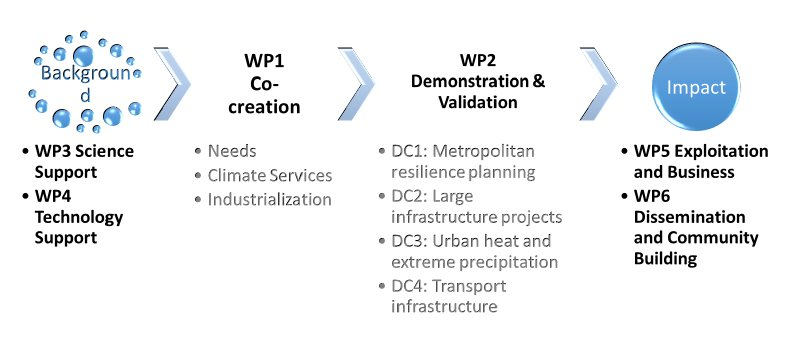 Backgroun
d
• WP3 Science
Support
• WP4
Technology
Support
WP1
Co-
creation
• Needs
• Climate Services
• Industrialization
WP2
Demonstration &
Validation
• DC1: Metropolitan
resilience planning
• DC2: Large
infrastructure projects
• DC3: Urban heat and
extreme precipitation
• DC4: Transport
infrastructure
Impact
• WP5 Exploitation
and Business
• WP6
Dissemination
and Community
Building